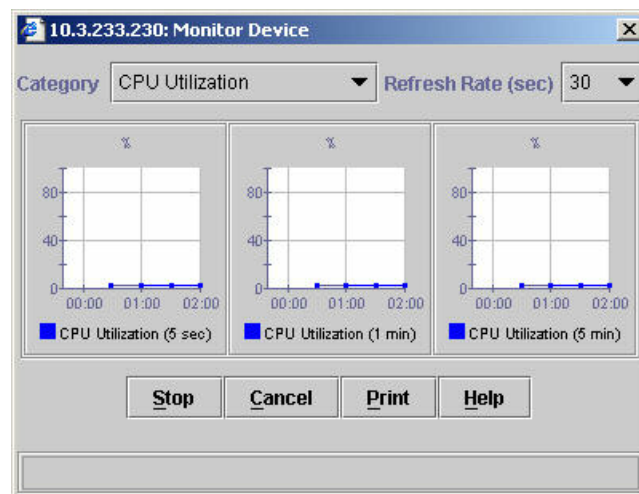 10.3.233.230: Monitor Device
Category CPU Utilization Refresh Rate (sec) 30
% % %
80 80 80
40 40 40
0 0 0
00:00 01:00 02:00 00:00 01:00 02:00 00:00 01:00 02:00
CPU Utilization (5 sec) CPU Utilization (1 min) CPU Utilization (5 min)
Stop Cancel Print Help